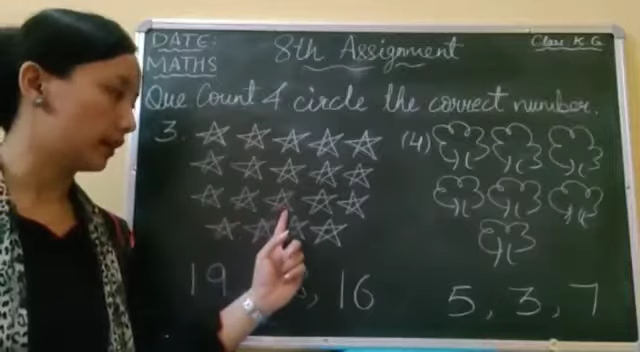 DATE:
MATHS
8th Assignment
Class K.G
Que Count & circle the correct number.
3.
(4)
19, 16
5, 3, 7